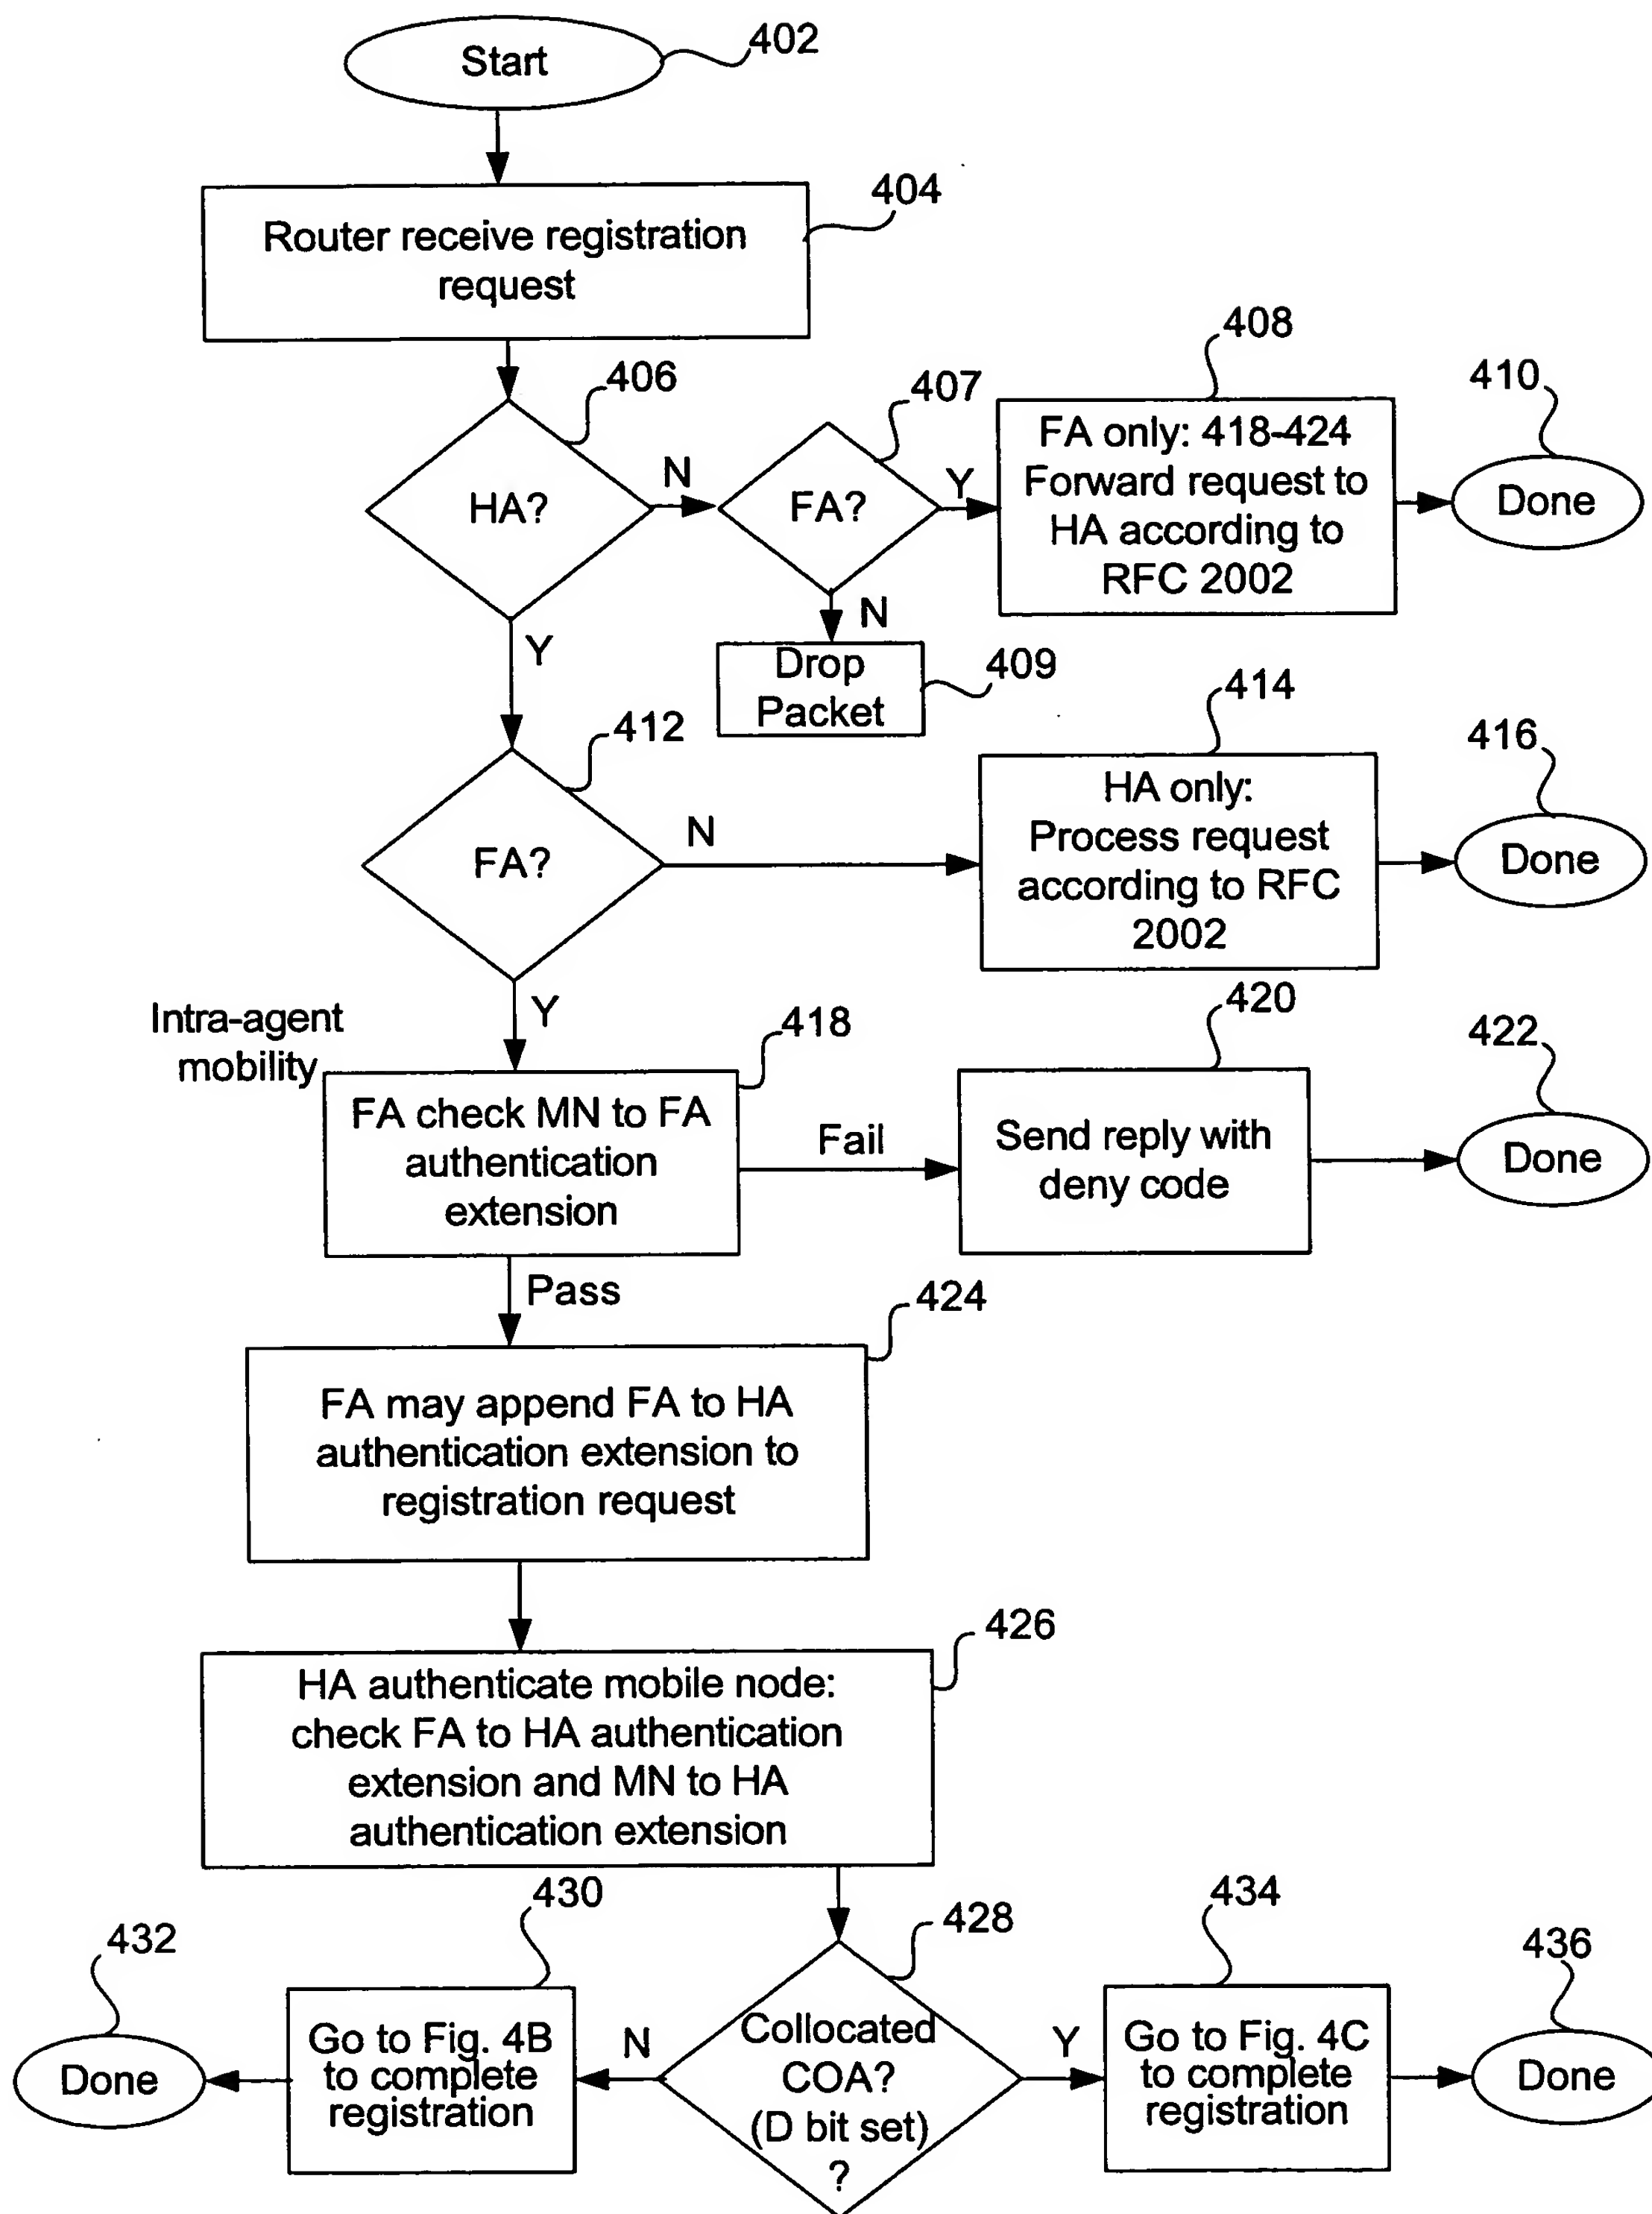 Start
402
404
Router receive registration
request
406
407
408
410
HA?
N
FA?
Y
FA only: 418-424
Forward request to
HA according to
RFC 2002
Done
N
Y
Drop
Packet
409
412
414
416
FA?
N
HA only:
Process request
according to RFC
2002
Done
Y
Intra-agent
mobility
418
420
422
FA check MN to FA
authentication
extension
Fail
Send reply with
deny code
Done
Pass
424
FA may append FA to HA
authentication extension to
registration request
426
HA authenticate mobile node:
check FA to HA authentication
extension and MN to HA
authentication extension
428
430
432
434
436
Done
Go to Fig. 4B
to complete
registration
N
Collocated
COA?
(D bit set)
?
Y
Go to Fig. 4C
to complete
registration
Done